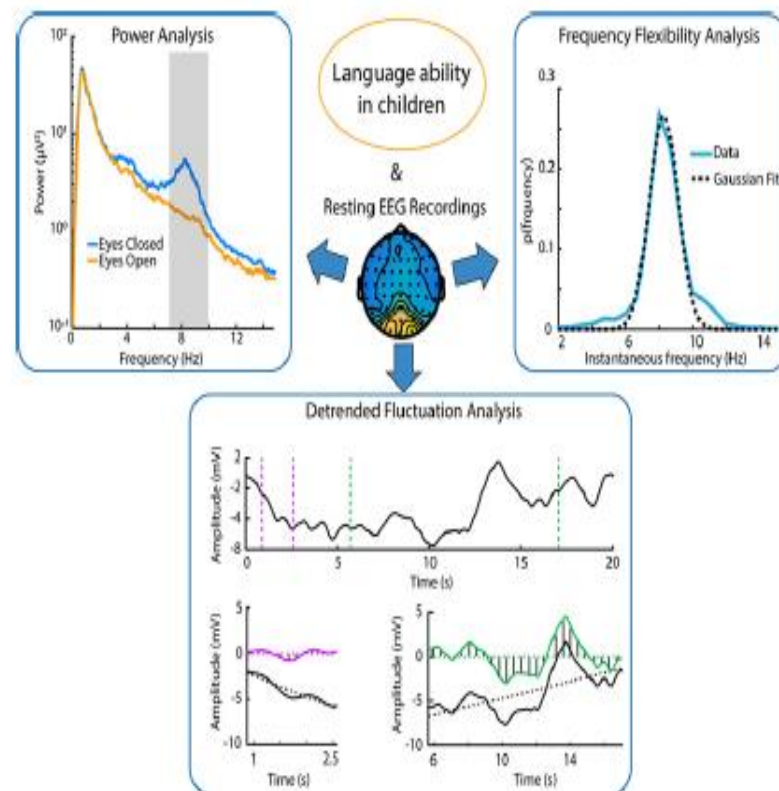 Power Analysis
10²
10¹
10⁰
10⁻¹
Power (µV²)
Eyes Closed
Eyes Open
4
8
12
Frequency (Hz)
Language ability
in children
&
Resting EEG Recordings
Frequency Flexibility Analysis
0.3
0.2
0.1
0
p(frquency)
Data
Gaussian Fit
2
6
10
14
Instantaneous frequency (Hz)
Detrended Fluctuation Analysis
2
-2
-4
-8
Amplitude (mV)
0
5
10
15
20
Time (s)
5
0
-5
-10
Amplitude (mV)
1
2.5
Time (s)
5
0
-5
-10
Amplitude (mV)
6
10
14
Time (s)